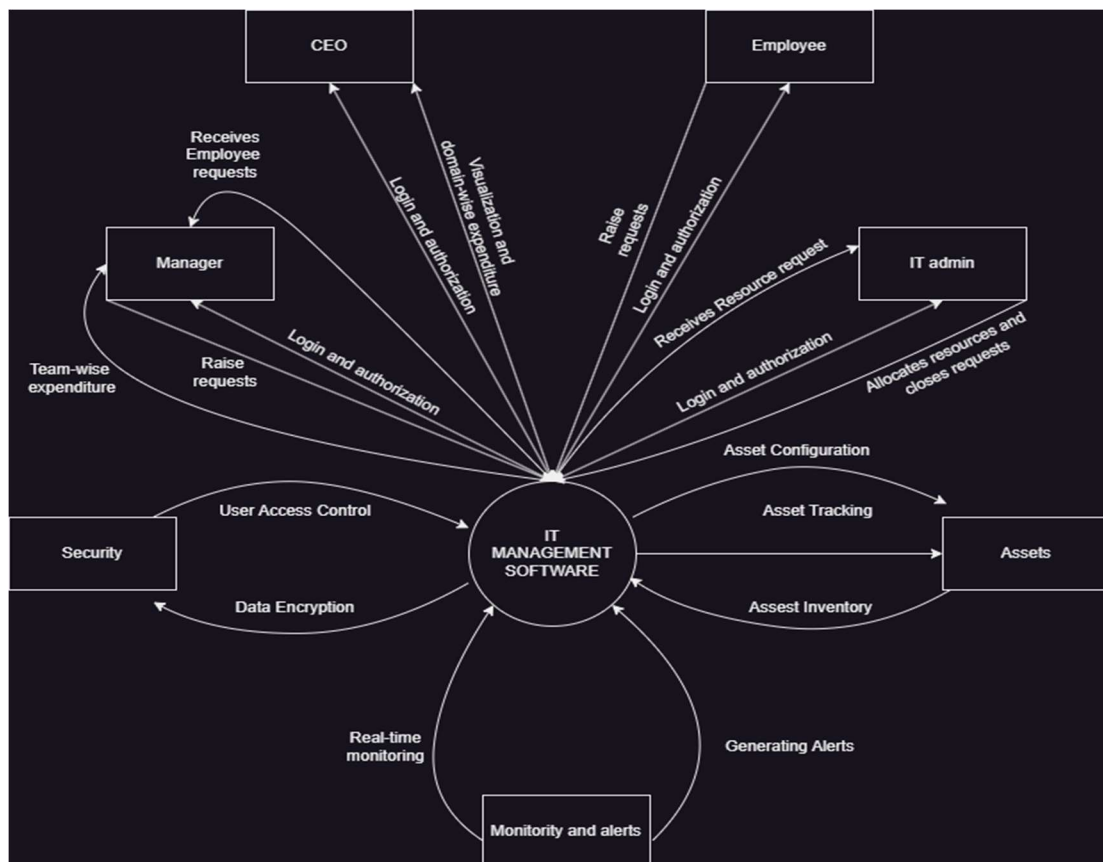 CEO
Employee
Receives
Employee
requests
Manager
IT admin
Login and authorization
Visualization and
domain-wise expenditure
Raise
requests
Login and authorization
Receives Resource request
Team-wise
expenditure
Raise
requests
Login and authorization
Login and authorization
Allocates resources and
closes requests
Asset Configuration
User Access Control
Asset Tracking
Security
IT
MANAGEMENT
SOFTWARE
Assets
Data Encryption
Assest Inventory
Real-time
monitoring
Generating Alerts
Monitority and alerts